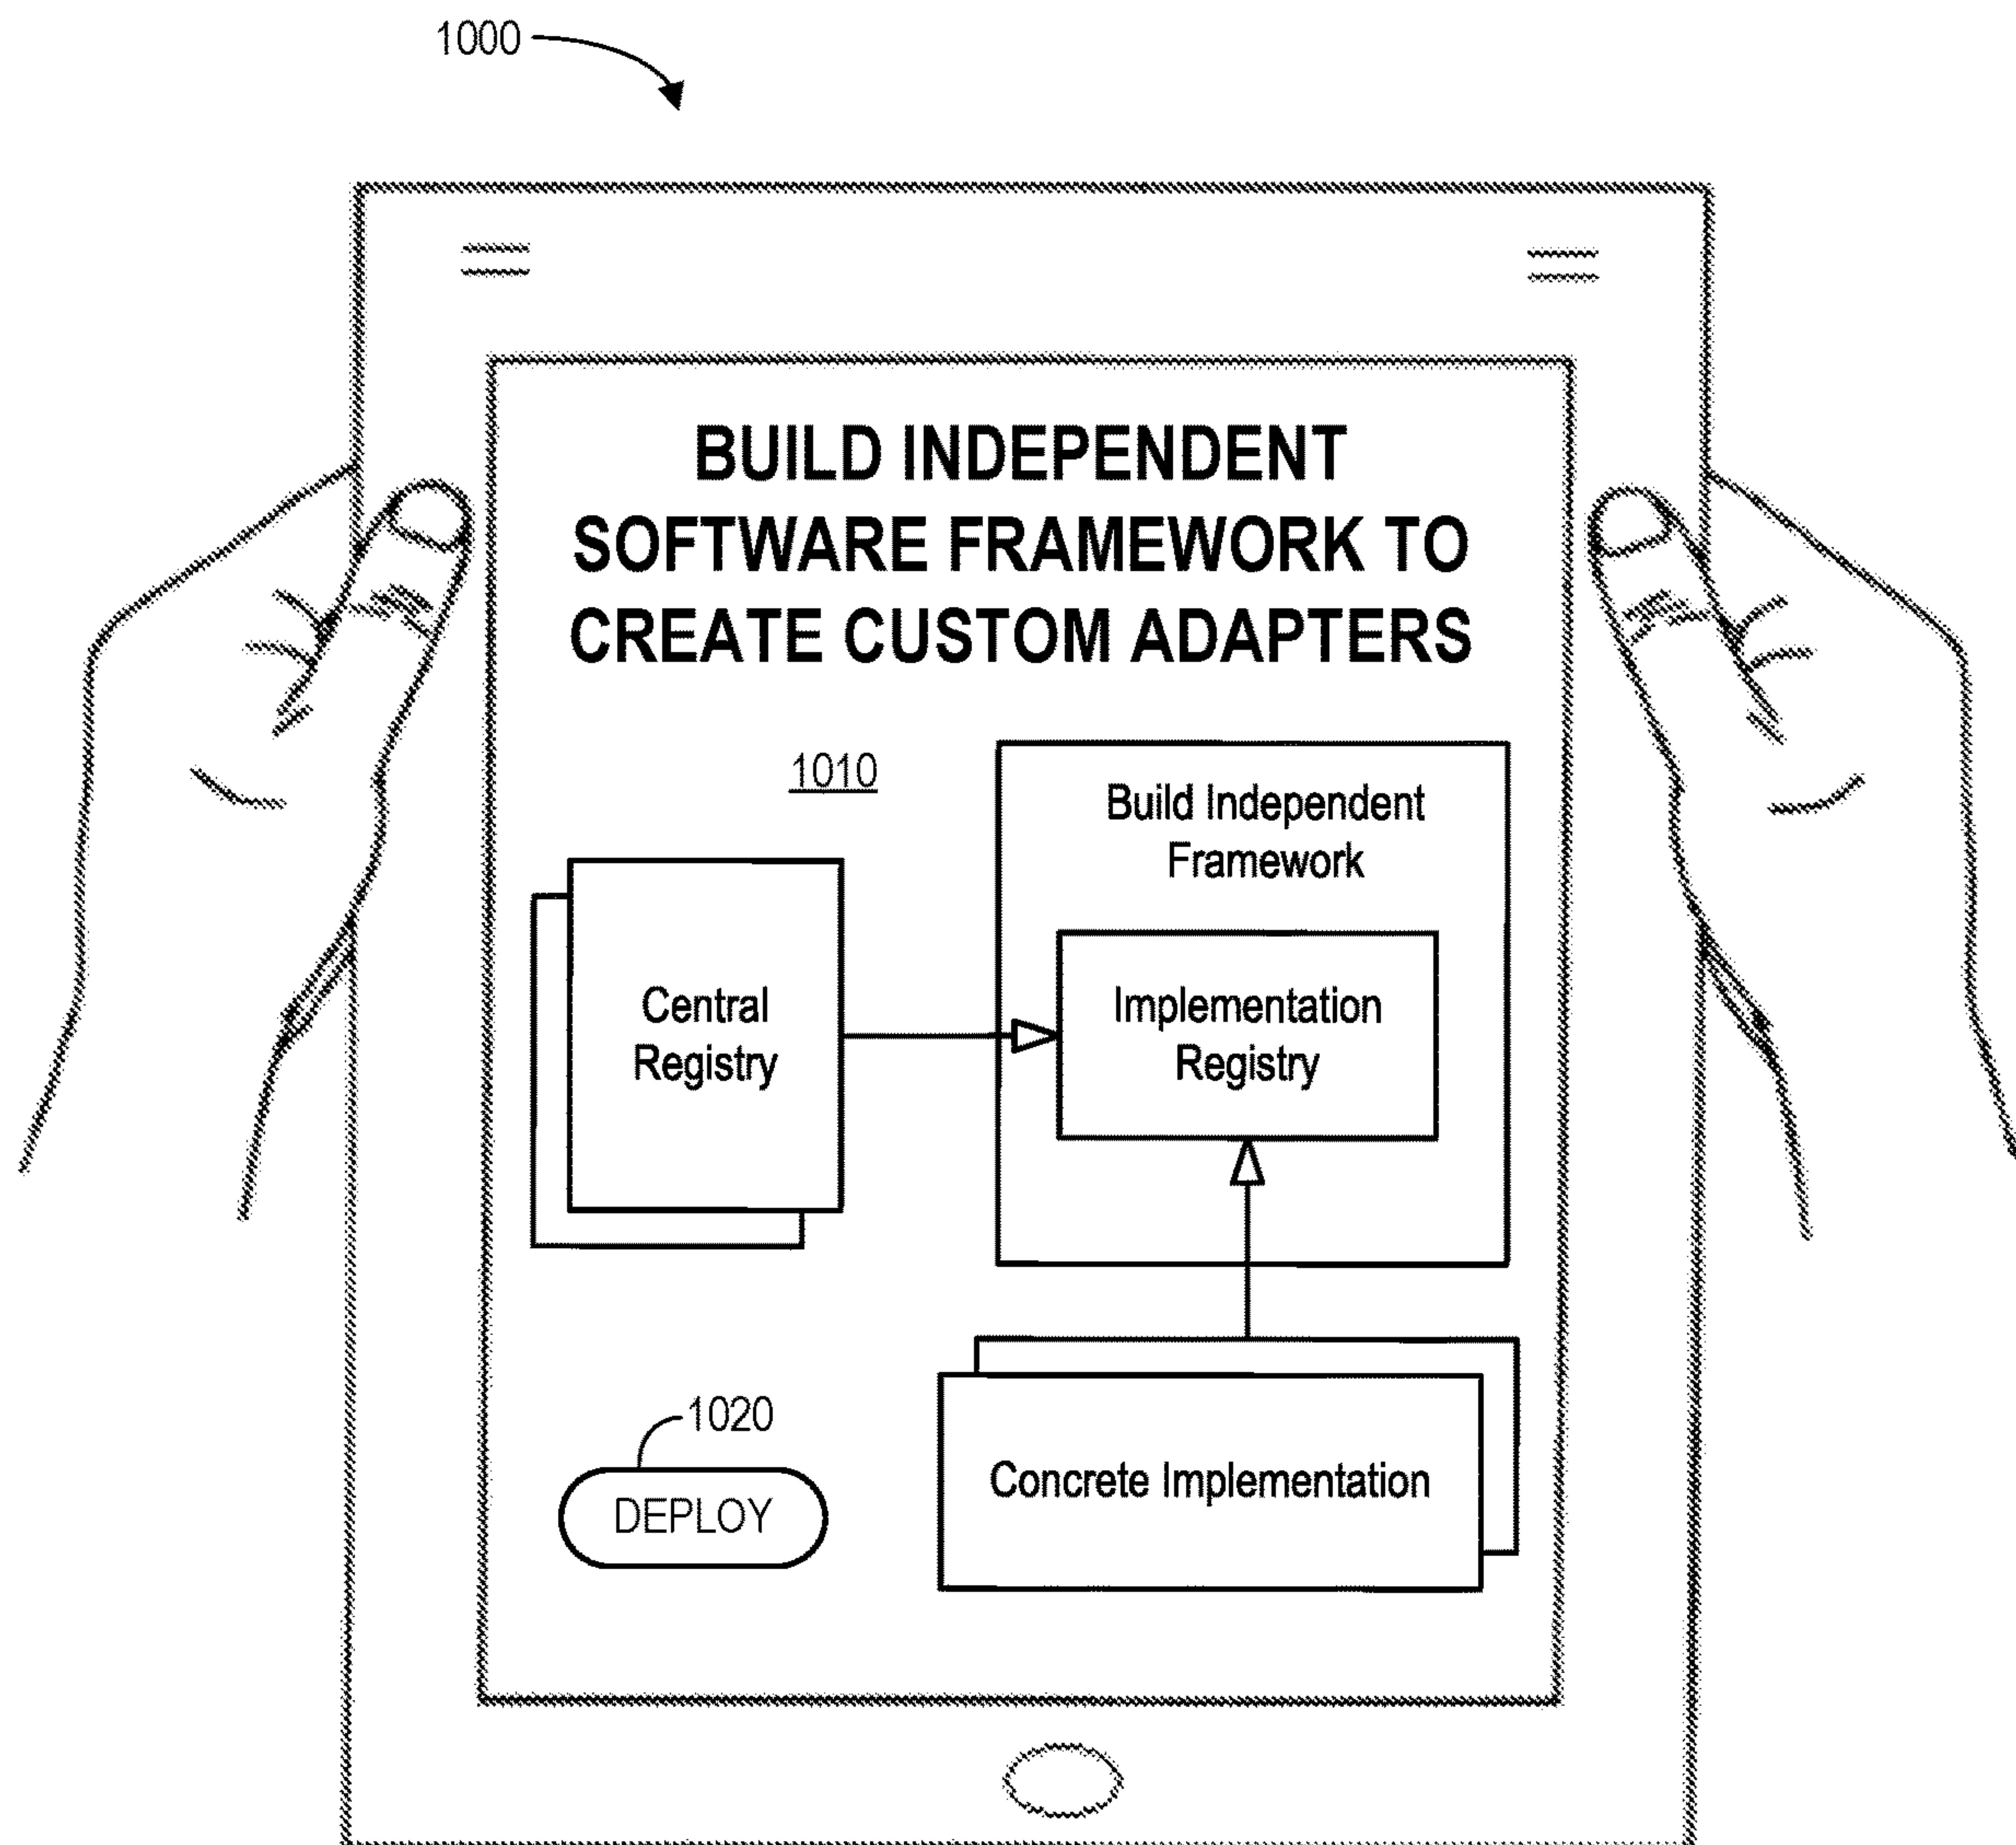 1000
BUILD INDEPENDENT
SOFTWARE FRAMEWORK TO
CREATE CUSTOM ADAPTERS
1010
Build Independent
Framework
Central
Registry
Implementation
Registry
1020
DEPLOY
Concrete Implementation